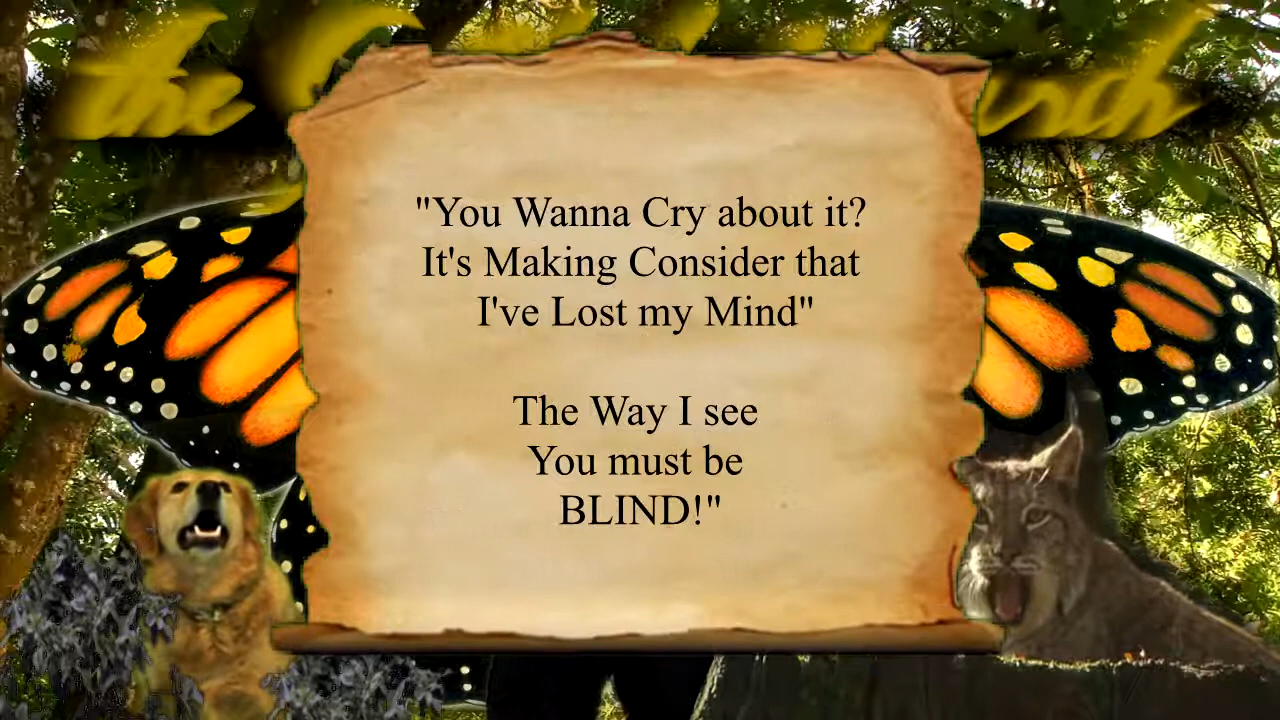 the
"You Wanna Cry about it?
It's Making Consider that
I've Lost my Mind"
The Way I see
You must be
BLIND!"